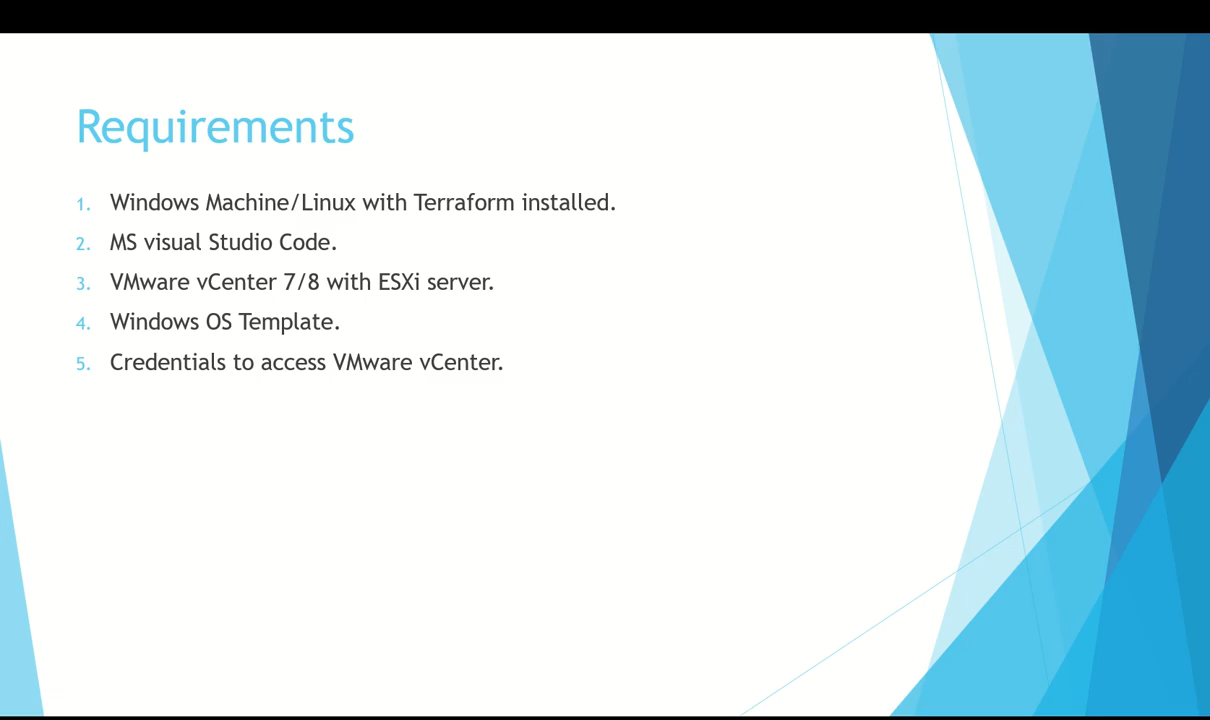 Requirements
1. Windows Machine/Linux with Terraform installed.
2. MS visual Studio Code.
3. VMware vCenter 7/8 with ESXi server.
4. Windows OS Template.
5. Credentials to access VMware vCenter.